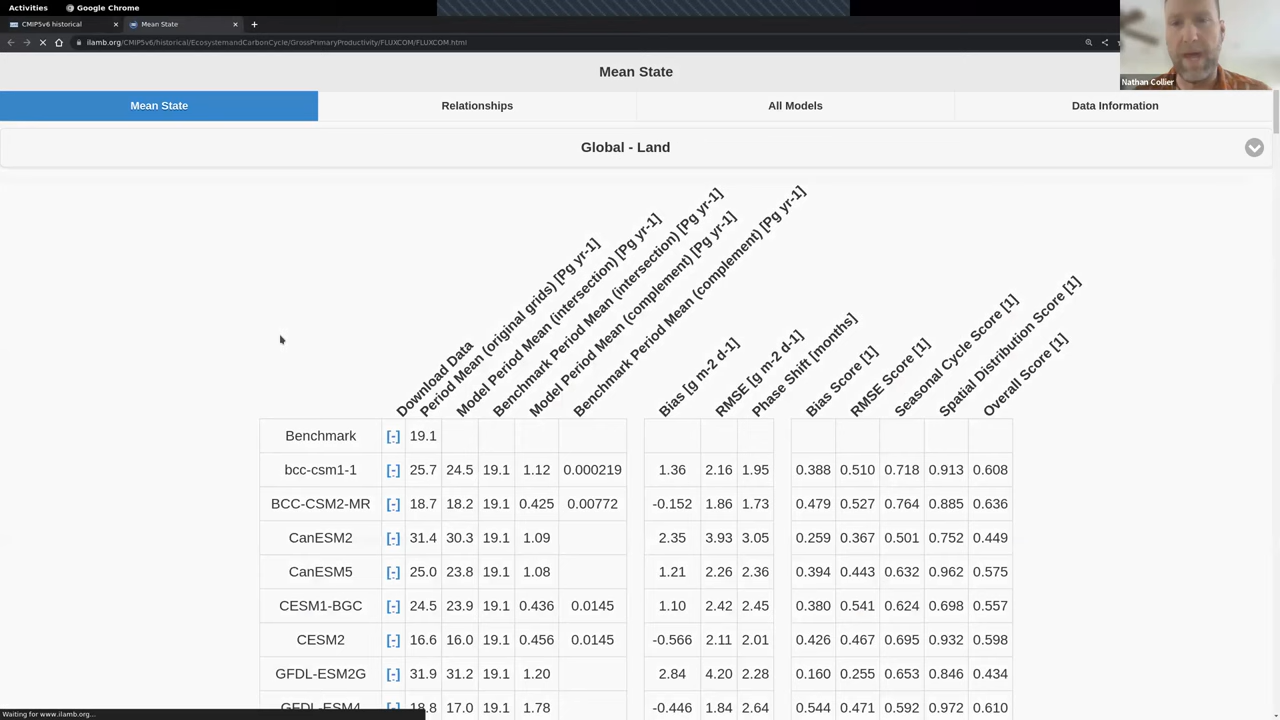 Activities
Google Chrome
CMIP5v6 historical
Mean State
ilamb.org/CMIP5v6/historical/EcosystemandCarbonCycle/GrossPrimaryProductivity/FLUXCOM/FLUXCOM.html
Nathan Collier
Mean State
Mean State Relationships All Models Data Information
Global - Land
Download Data
Period Mean (original grids) [Pg yr-1]
Model Period Mean (intersection) [Pg yr-1]
Benchmark Period Mean (intersection) [Pg yr-1]
Model Period Mean (complement) [Pg yr-1]
Benchmark Period Mean (complement) [Pg yr-1]
Bias [g m-2 d-1]
RMSE [g m-2 d-1]
Phase Shift [months]
Bias Score [1]
RMSE Score [1]
Seasonal Cycle Score [1]
Spatial Distribution Score [1]
Overall Score [1]
Benchmark [-] 19.1
bcc-csm1-1 [-] 25.7 24.5 19.1 1.12 0.000219 1.36 2.16 1.95 0.388 0.510 0.718 0.913 0.608
BCC-CSM2-MR [-] 18.7 18.2 19.1 0.425 0.00772 -0.152 1.86 1.73 0.479 0.527 0.764 0.885 0.636
CanESM2 [-] 31.4 30.3 19.1 1.09 2.35 3.93 3.05 0.259 0.367 0.501 0.752 0.449
CanESM5 [-] 25.0 23.8 19.1 1.08 1.21 2.26 2.36 0.394 0.443 0.632 0.962 0.575
CESM1-BGC [-] 24.5 23.9 19.1 0.436 0.0145 1.10 2.42 2.45 0.380 0.541 0.624 0.698 0.557
CESM2 [-] 16.6 16.0 19.1 0.456 0.0145 -0.566 2.11 2.01 0.426 0.467 0.695 0.932 0.598
GFDL-ESM2G [-] 31.9 31.2 19.1 1.20 2.84 4.20 2.28 0.160 0.255 0.653 0.846 0.434
GFDL-ESM4 [-] 18.8 17.0 19.1 1.78 -0.446 1.84 2.64 0.544 0.471 0.592 0.972 0.610
Waiting for www.ilamb.org...